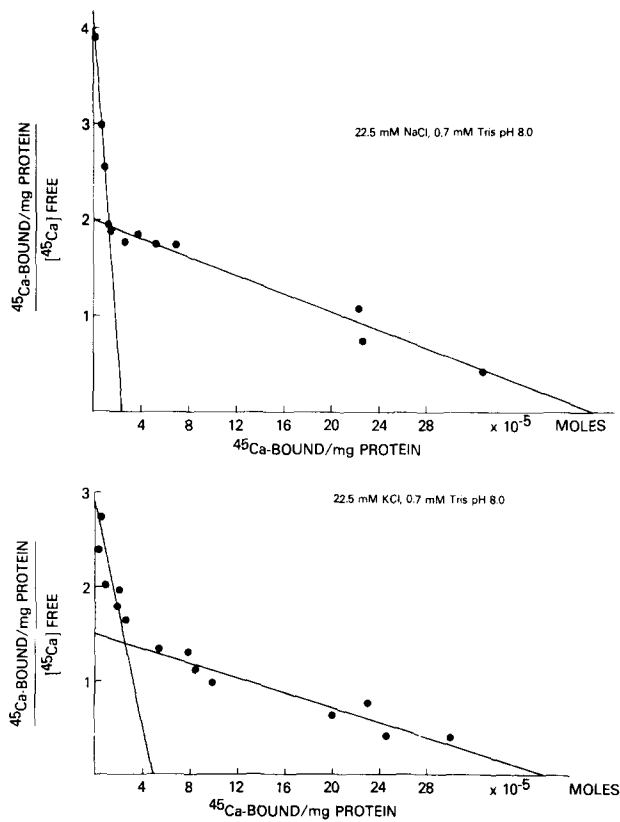 4
3
2
1
45Ca-BOUND/mg PROTEIN
[45Ca] FREE
22.5 mM NaCl, 0.7 mM Tris pH 8.0
4 8 12 16 20 24 28 x 10-5 MOLES
45Ca-BOUND/mg PROTEIN
3
2
1
45Ca-BOUND/mg PROTEIN
[45Ca] FREE
22.5 mM KCl, 0.7 mM Tris pH 8.0
4 8 12 16 20 24 28 x 10-5 MOLES
45Ca-BOUND/mg PROTEIN